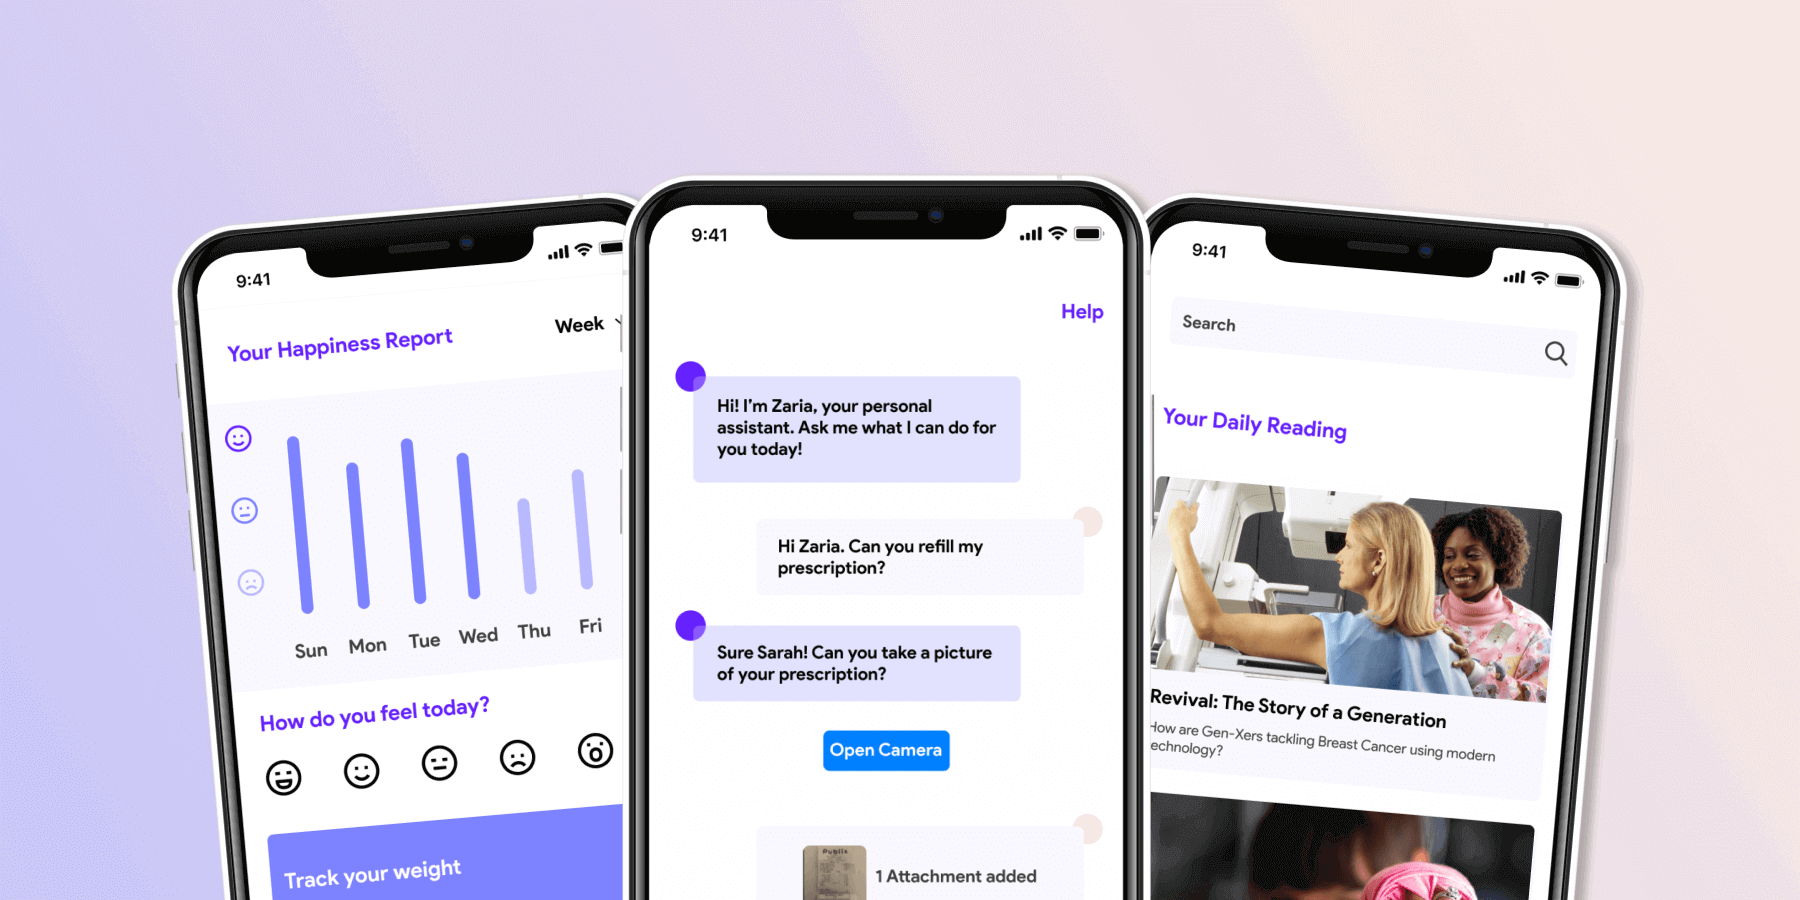 9:41
Your Happiness Report
Week
Sun Mon Tue Wed Thu Fri
How do you feel today?
Track your weight
9:41
Help
Hi! I'm Zaria, your personal
assistant. Ask me what I can do for
you today!
Hi Zaria. Can you refill my
prescription?
Sure Sarah! Can you take a picture
of your prescription?
Open Camera
Publix
1 Attachment added
9:41
Search
Your Daily Reading
Revival: The Story of a Generation
How are Gen-Xers tackling Breast Cancer using modern
echnology?